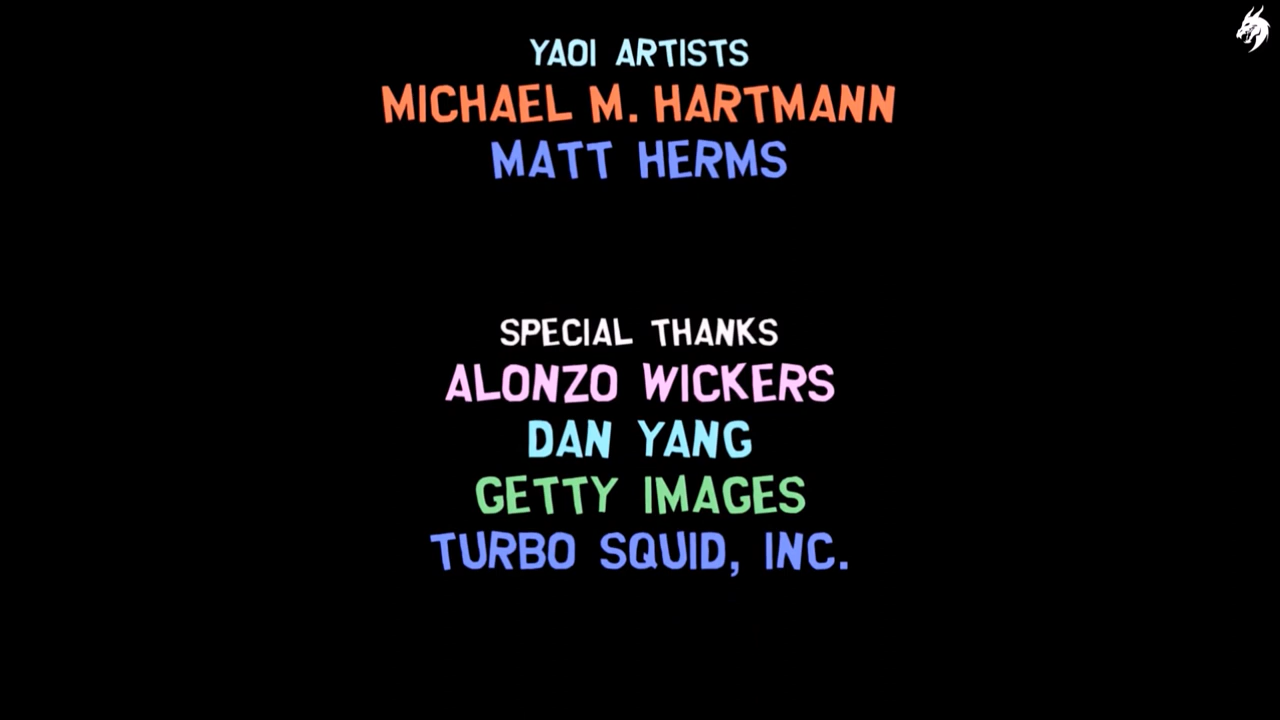 YAOI ARTISTS
MICHAEL M. HARTMANN
MATT HERMS
SPECIAL THANKS
ALONZO WICKERS
DAN YANG
GETTY IMAGES
TURBO SQUID, INC.